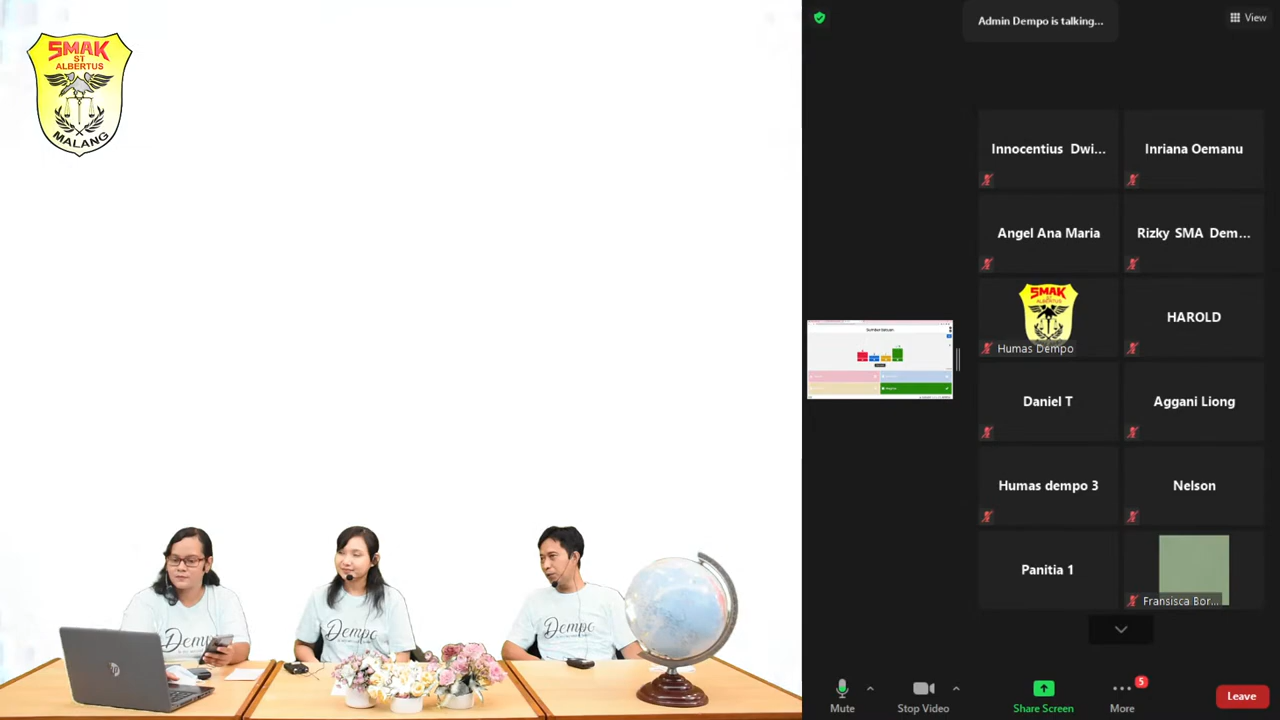 SMAK
ST
ALBERTUS
MALANG
Dempo
Dempo
Dempo
hp
Admin Dempo is talking...
View
Innocentius Dwi...
Inriana Oemanu
Angel Ana Maria
Rizky SMA Dem...
SMAK
Humas Dempo
HAROLD
Daniel T
Aggani Liong
Humas dempo 3
Nelson
Panitia 1
Fransisca Bor...
Mute
Stop Video
Share Screen
5
More
Leave